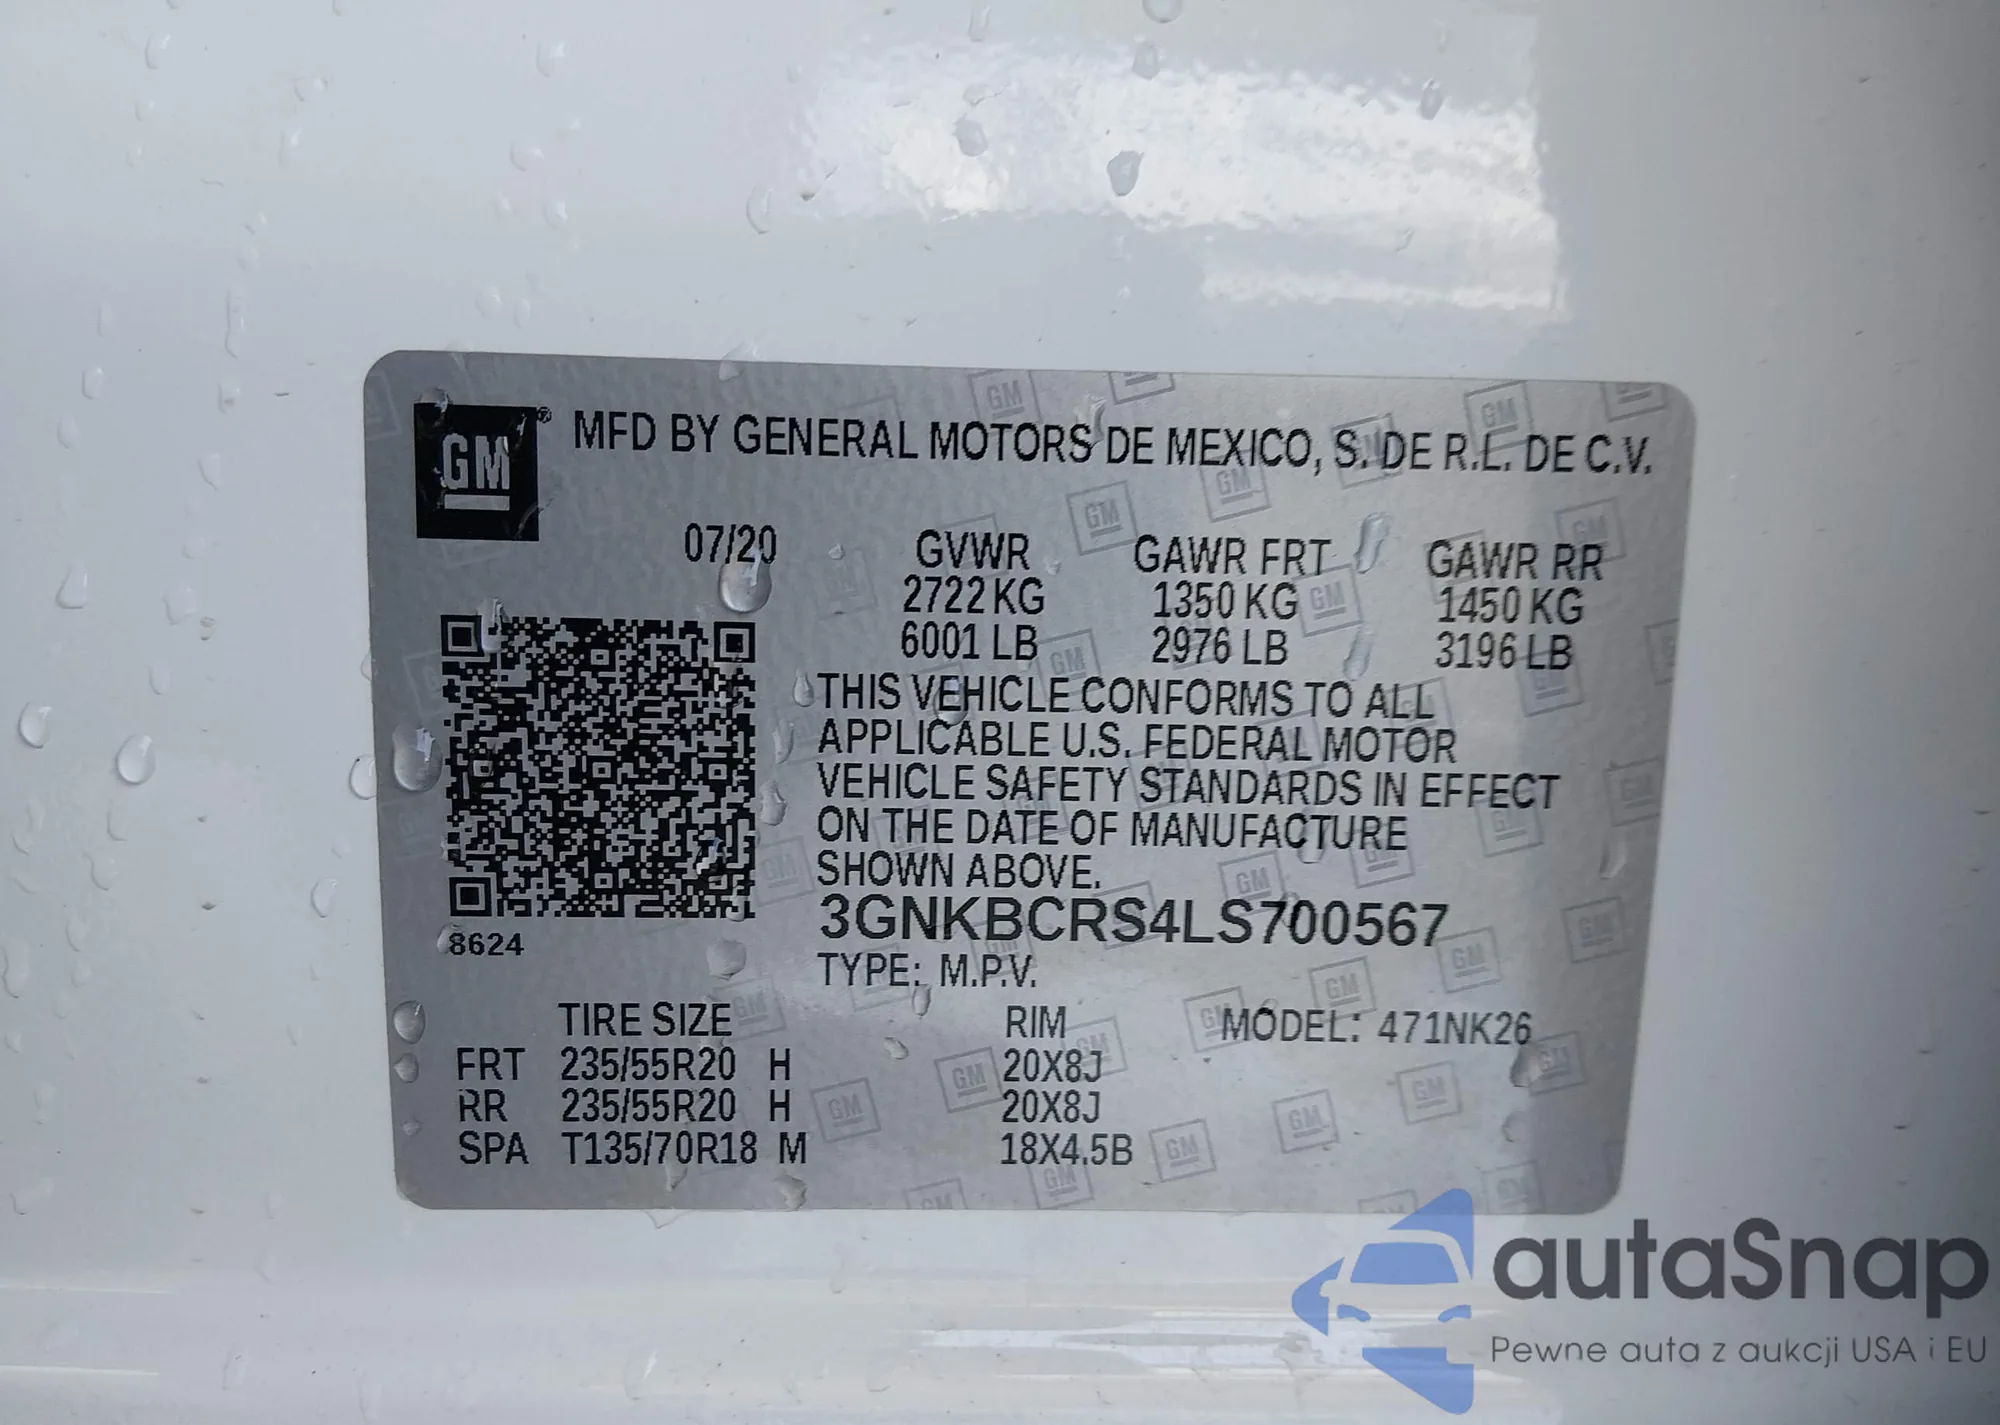 GM ® MFD BY GENERAL MOTORS DE MEXICO, S. DE R.L. DE C.V.
07/20 GVWR GAWR FRT GAWR RR
2722 KG 1350 KG 1450 KG
6001 LB 2976 LB 3196 LB
THIS VEHICLE CONFORMS TO ALL
APPLICABLE U.S. FEDERAL MOTOR
VEHICLE SAFETY STANDARDS IN EFFECT
ON THE DATE OF MANUFACTURE
SHOWN ABOVE.
3GNKBCRS4LS700567
8624
TYPE: M.P.V.
TIRE SIZE RIM MODEL: 471NK26
FRT 235/55R20 H 20X8J
RR 235/55R20 H 20X8J
SPA T135/70R18 M 18X4.5B
autaSnap
Pewne auta z aukcji USA i EU